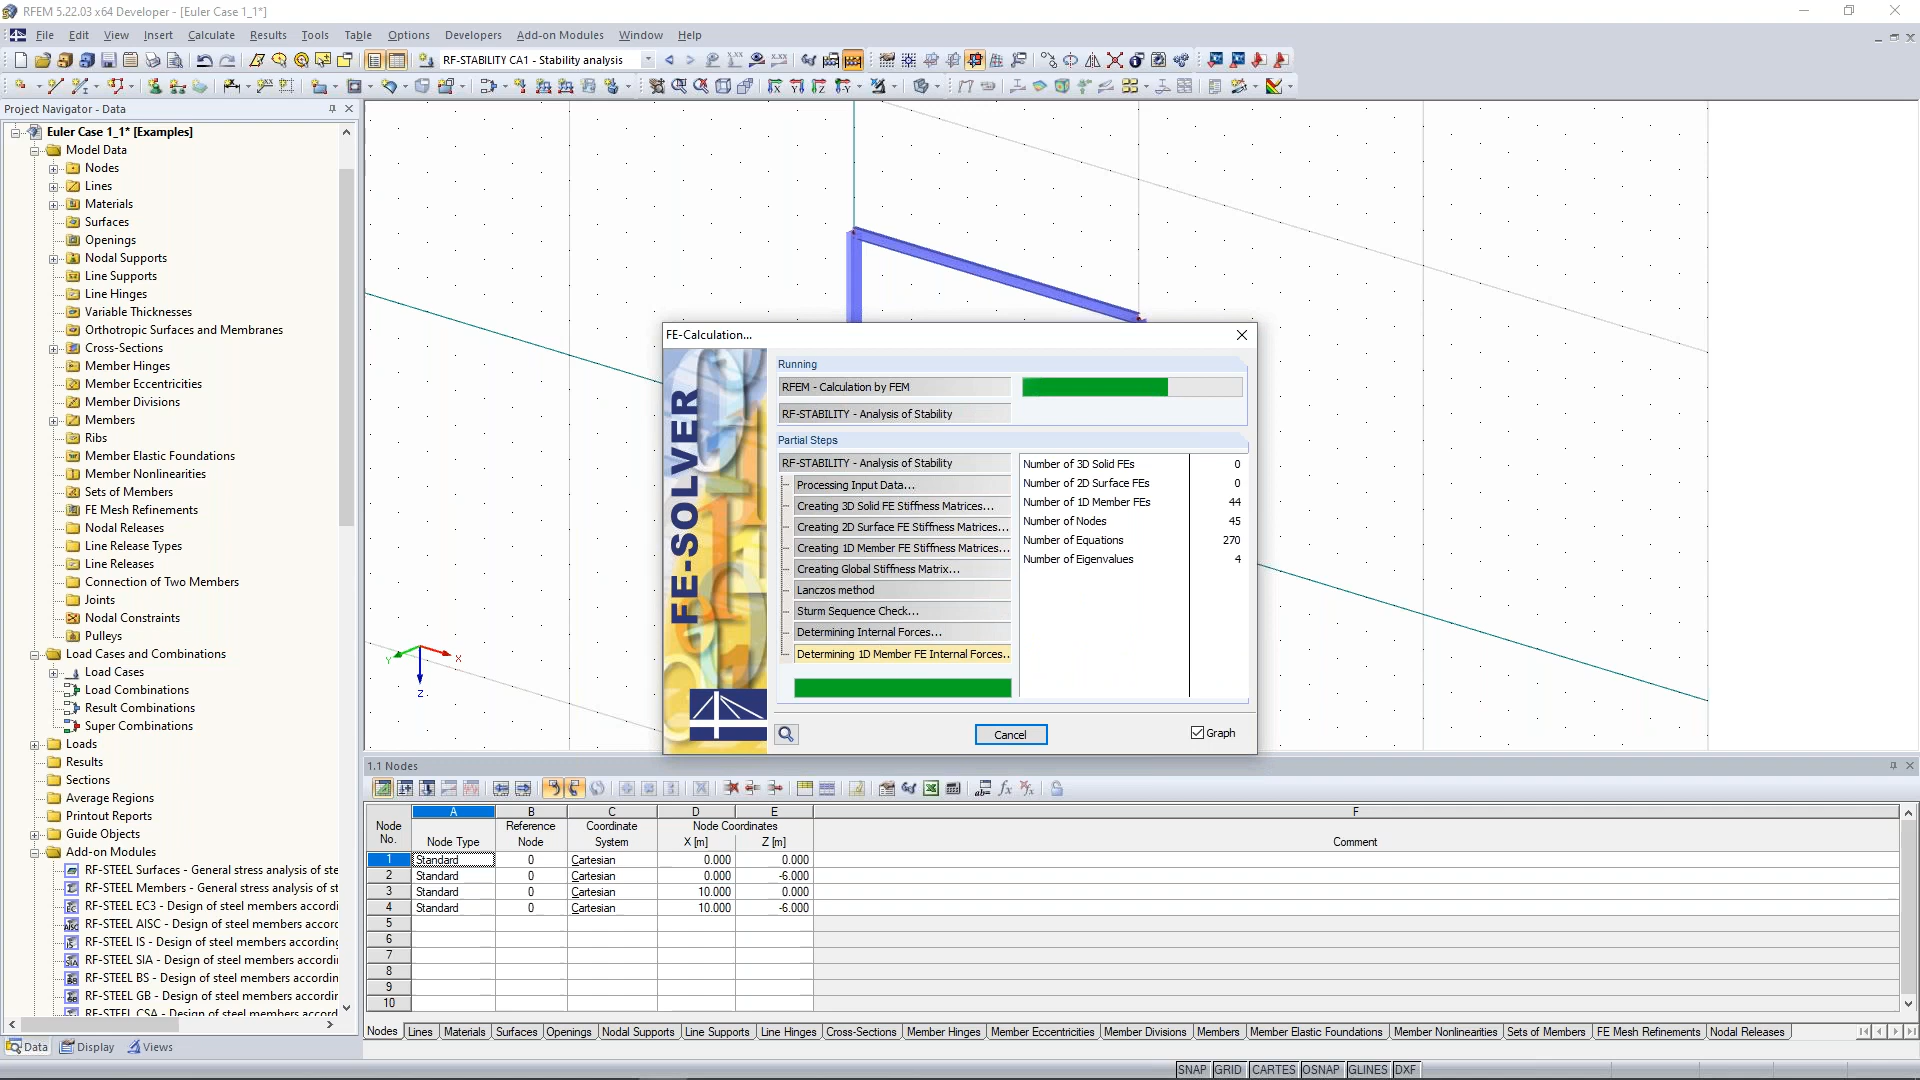 RFEM 5.22.03 x64 Developer - [Euler Case 1_1*]
File Edit View Insert Calculate Results Tools Table Options Developers Add-on Modules Window Help
RF-STABILITY CA1 - Stability analysis
Project Navigator - Data
Euler Case 1_1* [Examples]
Model Data
Nodes
Lines
Materials
Surfaces
Openings
Nodal Supports
Line Supports
Line Hinges
Variable Thicknesses
Orthotropic Surfaces and Membranes
Cross-Sections
Member Hinges
Member Eccentricities
Member Divisions
Members
Ribs
Member Elastic Foundations
Member Nonlinearities
Sets of Members
FE Mesh Refinements
Nodal Releases
Line Release Types
Line Releases
Connection of Two Members
Joints
Nodal Constraints
Pulleys
Load Cases and Combinations
Load Cases
Load Combinations
Result Combinations
Super Combinations
Loads
Results
Sections
Average Regions
Printout Reports
Guide Objects
Add-on Modules
RF-STEEL Surfaces - General stress analysis of ste
RF-STEEL Members - General stress analysis of st
RF-STEEL EC3 - Design of steel members accordi
RF-STEEL AISC - Design of steel members accord
RF-STEEL IS - Design of steel members according
RF-STEEL SIA - Design of steel members accordin
RF-STEEL BS - Design of steel members accordin
RF-STEEL GB - Design of steel members accordin
RF-STEEL CSA - Design of steel members accord
Data Display Views
Y X
Z
FE-Calculation...
FE-SOLVER
Running
RFEM - Calculation by FEM
RF-STABILITY - Analysis of Stability
Partial Steps
RF-STABILITY - Analysis of Stability
Processing Input Data...
Creating 3D Solid FE Stiffness Matrices...
Creating 2D Surface FE Stiffness Matrices...
Creating 1D Member FE Stiffness Matrices...
Creating Global Stiffness Matrix...
Lanczos method
Sturm Sequence Check...
Determining Internal Forces...
Determining 1D Member FE Internal Forces..
Number of 3D Solid FEs 0
Number of 2D Surface FEs 0
Number of 1D Member FEs 44
Number of Nodes 45
Number of Equations 270
Number of Eigenvalues 4
Cancel
Graph
1.1 Nodes
A B C D E F
Node Reference Coordinate Node Coordinates
No. Node Type Node System X [m] Z [m] Comment
1 Standard 0 Cartesian 0.000 0.000
2 Standard 0 Cartesian 0.000 -6.000
3 Standard 0 Cartesian 10.000 0.000
4 Standard 0 Cartesian 10.000 -6.000
5
6
7
8
9
10
Nodes Lines Materials Surfaces Openings Nodal Supports Line Supports Line Hinges Cross-Sections Member Hinges Member Eccentricities Member Divisions Members Member Elastic Foundations Member Nonlinearities Sets of Members FE Mesh Refinements Nodal Releases
SNAP GRID CARTES OSNAP GLINES DXF